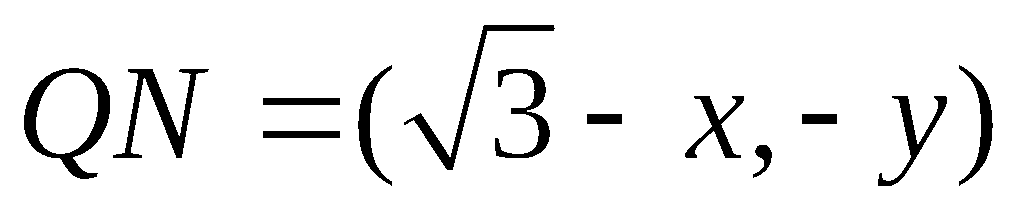 QN = (√3 - x, - y)